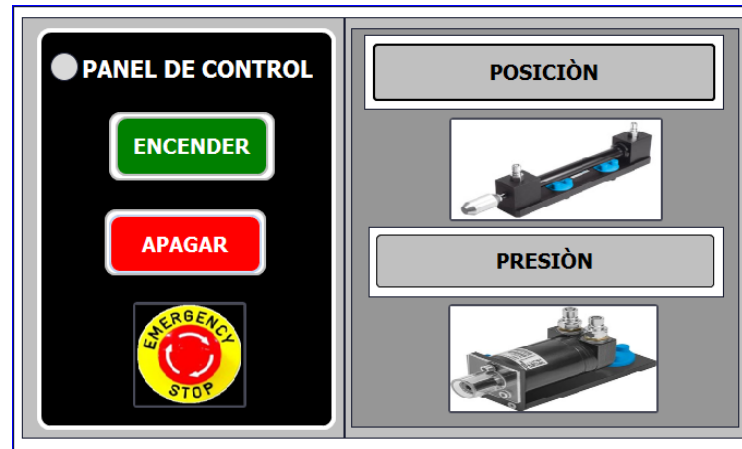 PANEL DE CONTROL
ENCENDER
APAGAR
EMERGENCY
STOP
POSICIÒN
PRESIÒN